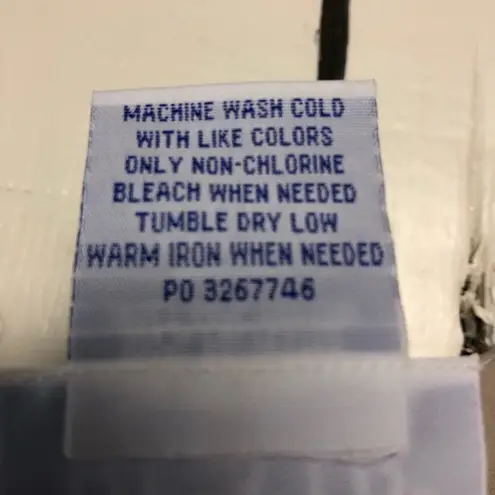 MACHINE WASH COLD
WITH LIKE COLORS
ONLY NON-CHLORINE
BLEACH WHEN NEEDED
TUMBLE DRY LOW
WARM IRON WHEN NEEDED
PO 3267746